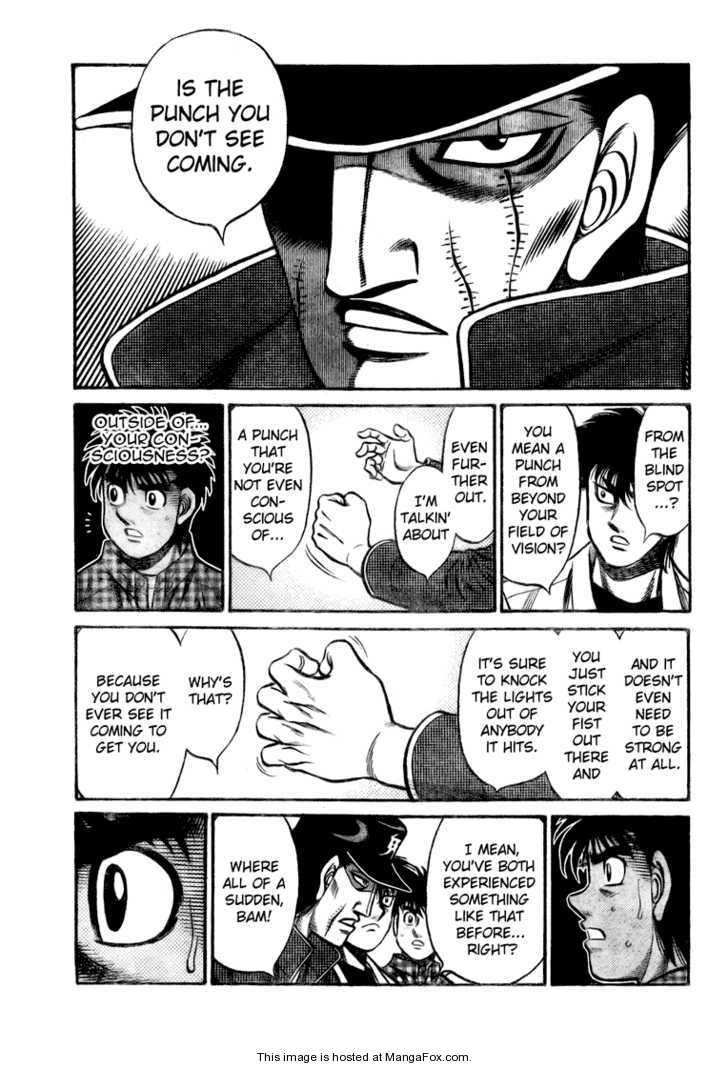 IS THE
PUNCH YOU
DON'T SEE
COMING.
FROM
THE
BLIND
SPOT
...?
YOU
MEAN A
PUNCH
FROM
BEYOND
YOUR
FIELD OF
VISION?
EVEN
FUR-
THER
OUT.
I'M
TALKIN'
ABOUT
A PUNCH
THAT
YOU'RE
NOT EVEN
CON-
SCIOUS
OF...
OUTSIDE OF...
YOUR CON-
SCIOUSNESS?
AND IT
DOESN'T
EVEN
NEED
TO BE
STRONG
AT ALL.
YOU
JUST
STICK
YOUR
FIST
OUT
THERE
AND
IT'S SURE
TO KNOCK
THE LIGHTS
OUT OF
ANYBODY
IT HITS.
WHY'S
THAT?
BECAUSE
YOU DON'T
EVER SEE IT
COMING TO
GET YOU.
I MEAN,
YOU'VE BOTH
EXPERIENCED
SOMETHING
LIKE THAT
BEFORE...
RIGHT?
WHERE
ALL OF A
SUDDEN,
BAM!
This image is hosted at MangaFox.com.